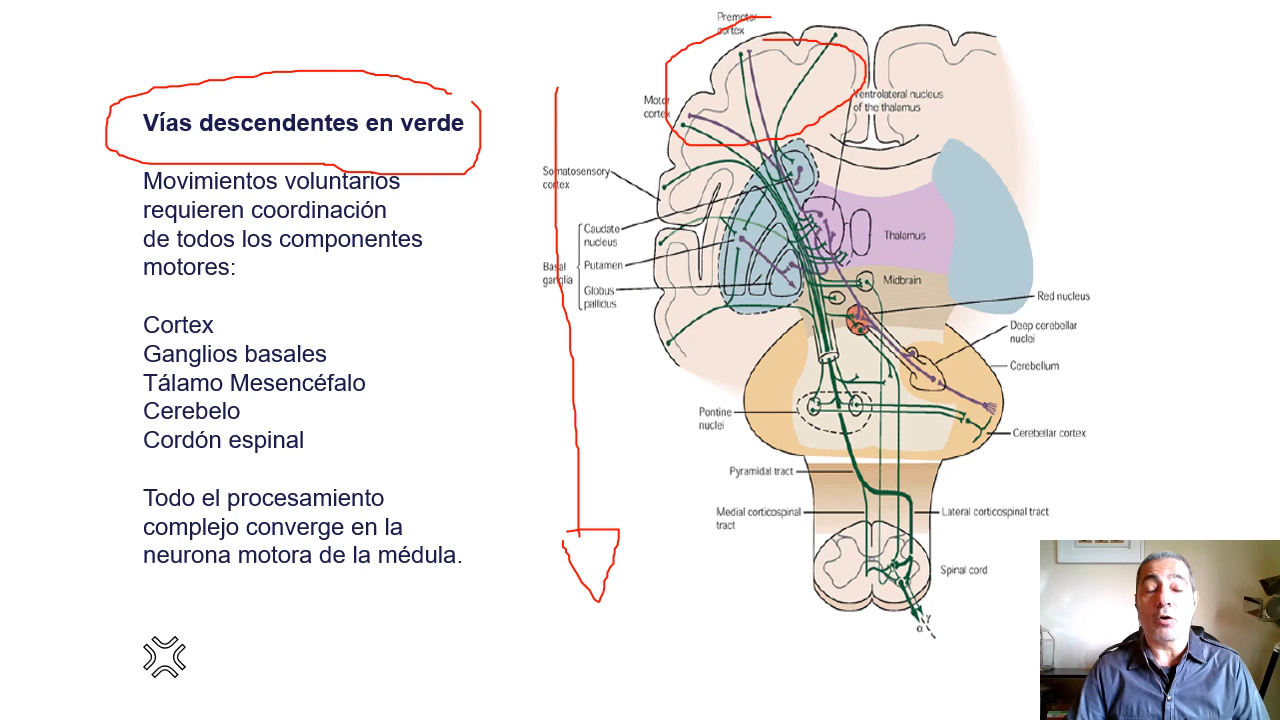 Vías descendentes en verde
Movimientos voluntarios
requieren coordinación
de todos los componentes
motores:
Cortex
Ganglios basales
Tálamo Mesencéfalo
Cerebelo
Cordón espinal
Todo el procesamiento
complejo converge en la
neurona motora de la médula.
Premotor
cortex
Motor
cortex
Ventrolateral nucleus
of the thalamus
Somatosensory
cortex
Caudate
nucleus
Basal
ganglia
Putamen
Globus
pallidus
Thalamus
Midbrain
Red nucleus
Deep cerebellar
nuclei
Cerebellum
Pontine
nuclei
Cerebellar cortex
Pyramidal tract
Medial corticospinal
tract
Lateral corticospinal tract
Spinal cord
γ
α